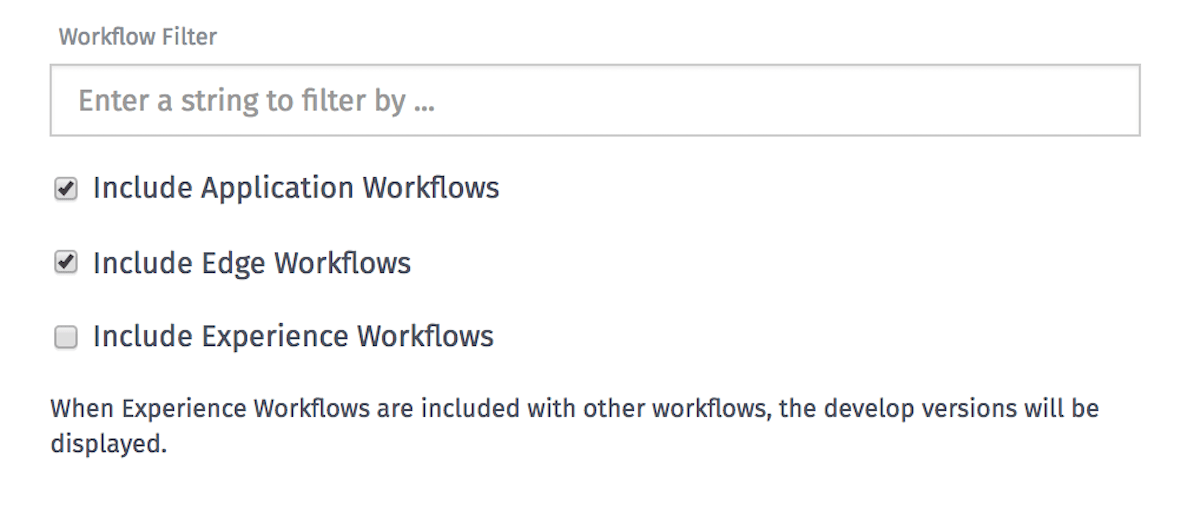 Workflow Filter
Enter a string to filter by ...
Include Application Workflows
Include Edge Workflows
Include Experience Workflows
When Experience Workflows are included with other workflows, the develop versions will be
displayed.